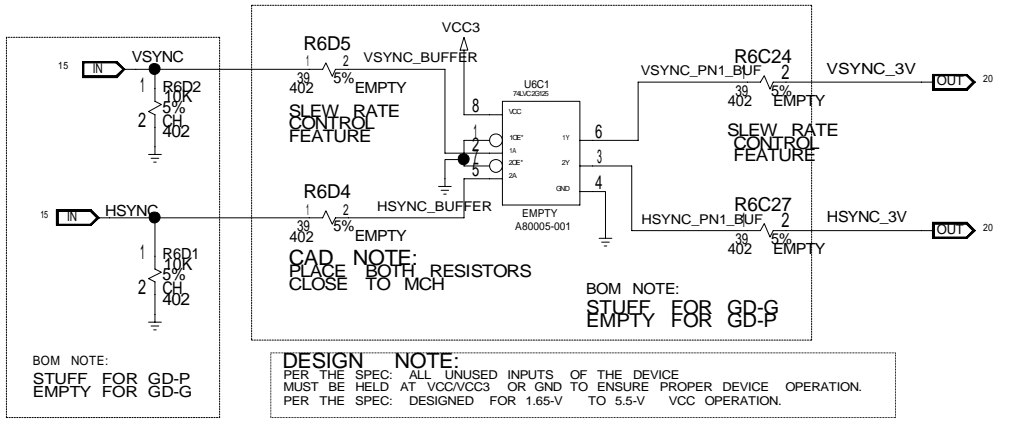 VCC3
15 IN VSYNC
R6D5
1 2
39 5% EMPTY
402
VSYNC_BUFFER
SLEW RATE
CONTROL
FEATURE
1 R6D2
10K
5%
2 CH
402
U6C1
74LVC2G125
8 VCC
1 1OE*
2 1A
7 2OE*
5 2A
1Y 6
2Y 3
GND 4
EMPTY
A80005-001
R6C24
VSYNC_PN1_BUF
1 2
39 5%
402 EMPTY
VSYNC_3V
OUT 20
SLEW RATE
CONTROL
FEATURE
15 IN HSYNC
R6D4
1 2
39 5% EMPTY
402
HSYNC_BUFFER
R6C27
HSYNC_PN1_BUF
1 2
39 5%
402 EMPTY
HSYNC_3V
OUT 20
1 R6D1
10K
5%
2 CH
402
CAD NOTE:
PLACE BOTH RESISTORS
CLOSE TO MCH
BOM NOTE:
STUFF FOR GD-G
EMPTY FOR GD-P
BOM NOTE:
STUFF FOR GD-P
EMPTY FOR GD-G
DESIGN NOTE:
PER THE SPEC: ALL UNUSED INPUTS OF THE DEVICE
MUST BE HELD AT VCC/VCC3 OR GND TO ENSURE PROPER DEVICE OPERATION.
PER THE SPEC: DESIGNED FOR 1.65-V TO 5.5-V VCC OPERATION.